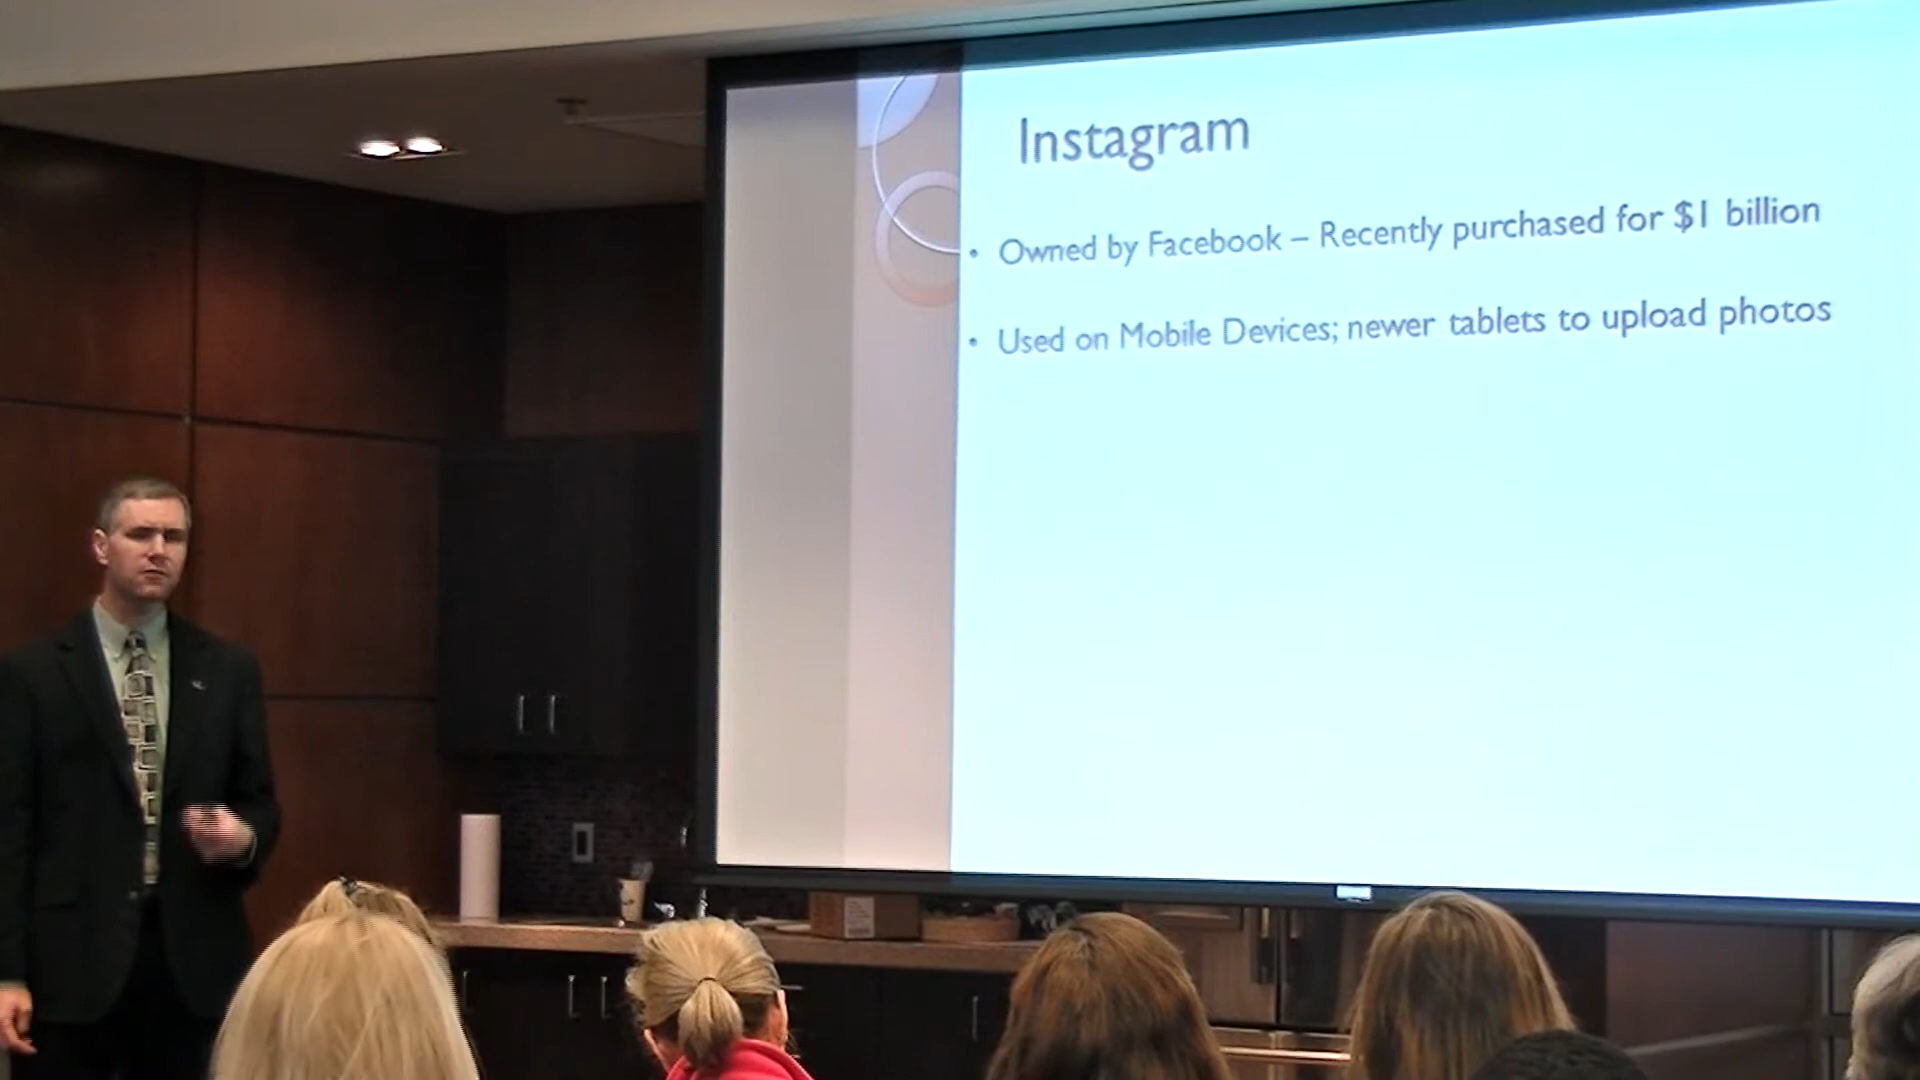 Instagram
• Owned by Facebook – Recently purchased for $1 billion
• Used on Mobile Devices; newer tablets to upload photos